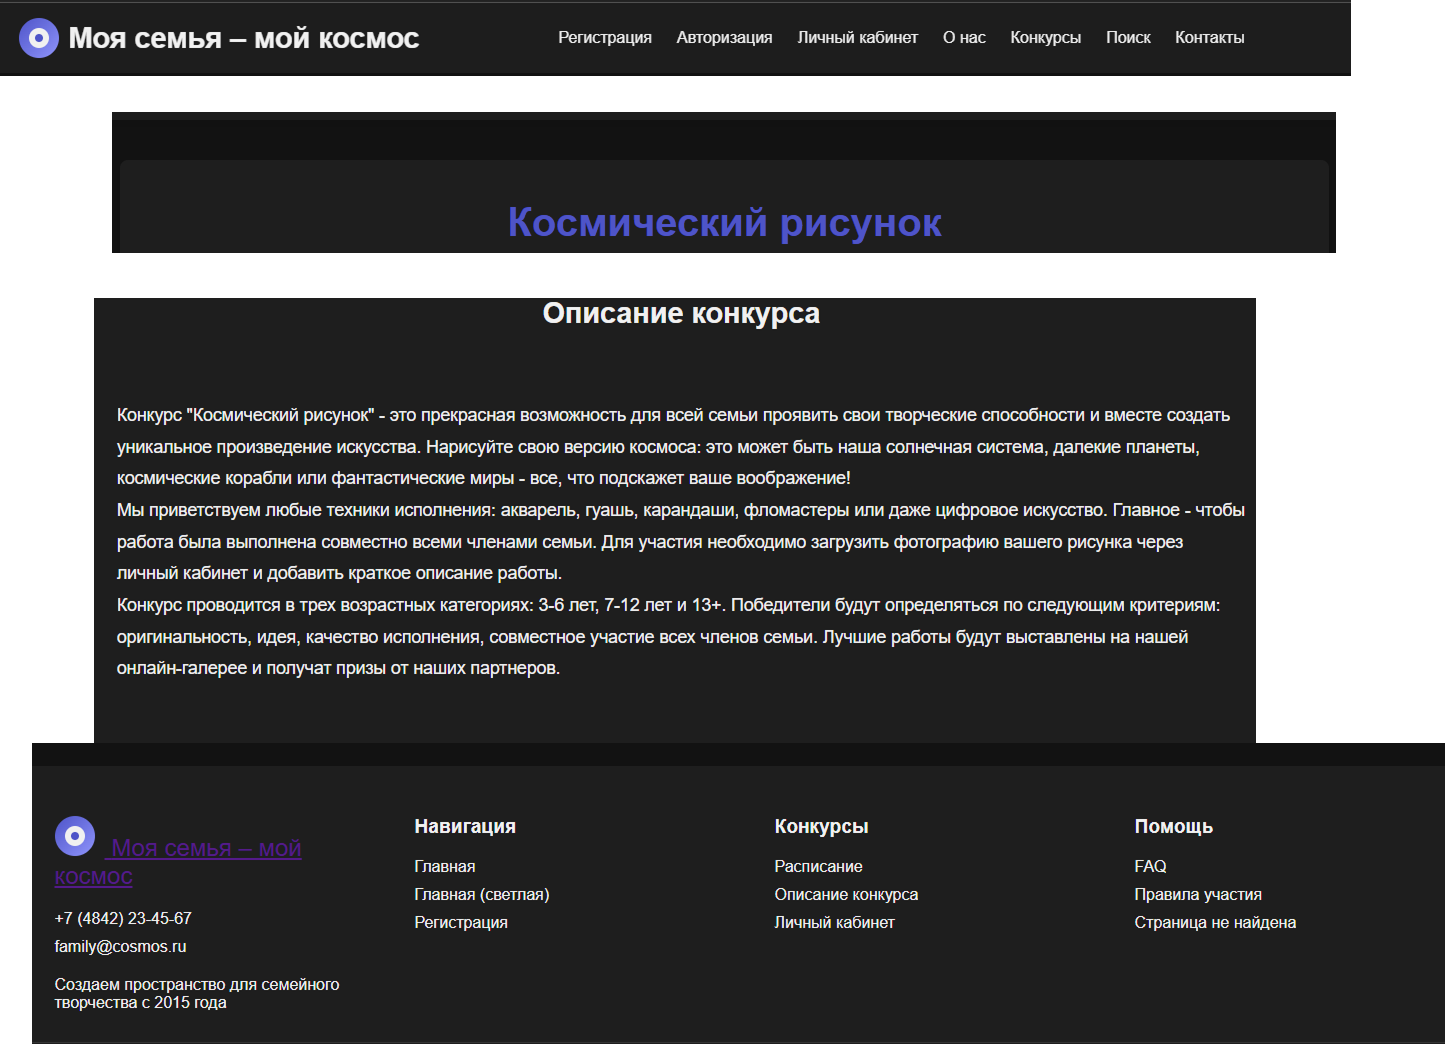 Моя семья – мой космос
Регистрация Авторизация Личный кабинет О нас Конкурсы Поиск Контакты
Космический рисунок
Описание конкурса
Конкурс "Космический рисунок" - это прекрасная возможность для всей семьи проявить свои творческие способности и вместе создать
уникальное произведение искусства. Нарисуйте свою версию космоса: это может быть наша солнечная система, далекие планеты,
космические корабли или фантастические миры - все, что подскажет ваше воображение!
Мы приветствуем любые техники исполнения: акварель, гуашь, карандаши, фломастеры или даже цифровое искусство. Главное - чтобы
работа была выполнена совместно всеми членами семьи. Для участия необходимо загрузить фотографию вашего рисунка через
личный кабинет и добавить краткое описание работы.
Конкурс проводится в трех возрастных категориях: 3-6 лет, 7-12 лет и 13+. Победители будут определяться по следующим критериям:
оригинальность, идея, качество исполнения, совместное участие всех членов семьи. Лучшие работы будут выставлены на нашей
онлайн-галерее и получат призы от наших партнеров.
Моя семья – мой
космос
+7 (4842) 23-45-67
family@cosmos.ru
Создаем пространство для семейного
творчества с 2015 года
Навигация
Главная
Главная (светлая)
Регистрация
Конкурсы
Расписание
Описание конкурса
Личный кабинет
Помощь
FAQ
Правила участия
Страница не найдена